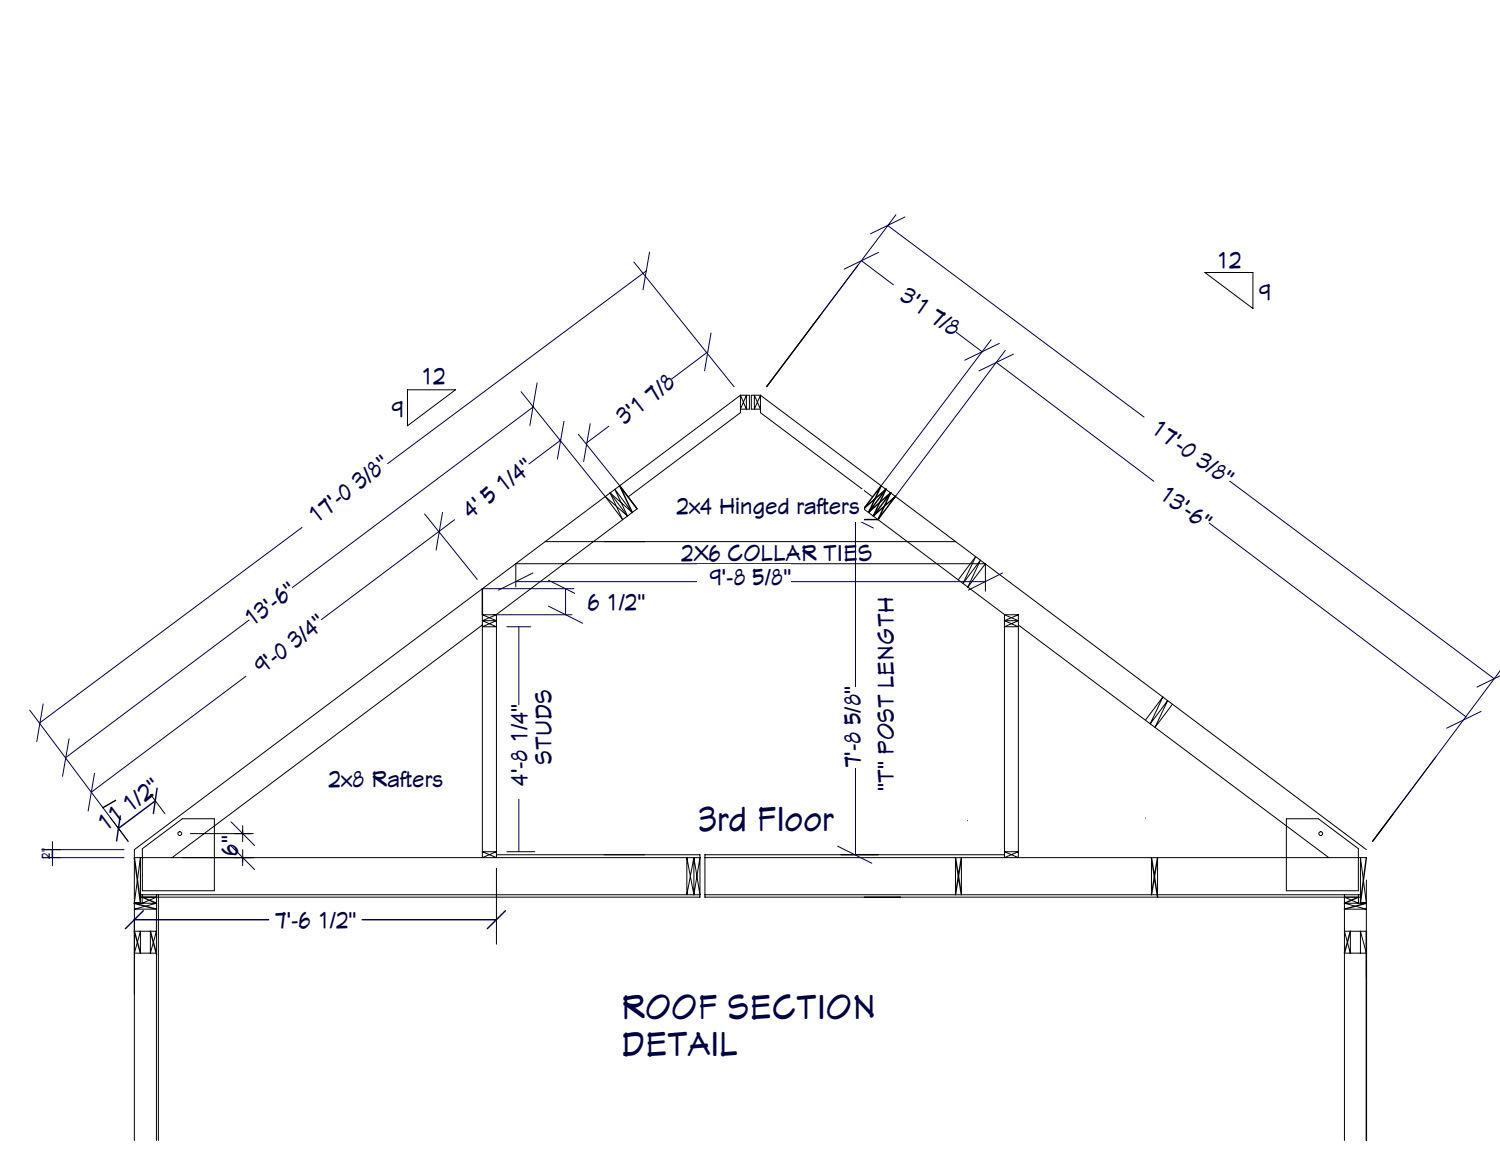 12
9
12
9
3'1 7/8
3'1 7/8
17'-0 3/8"
17'-0 3/8"
4' 5 1/4"
13'-6"
2x4 Hinged rafters
2X6 COLLAR TIES
9'-8 5/8"
13'-6"
6 1/2"
9'-0 3/4"
4'-8 1/4"
STUDS
7'-8 5/8"
"T" POST LENGTH
2x8 Rafters
11 1/2"
3rd Floor
6"
7'-6 1/2"
ROOF SECTION
DETAIL